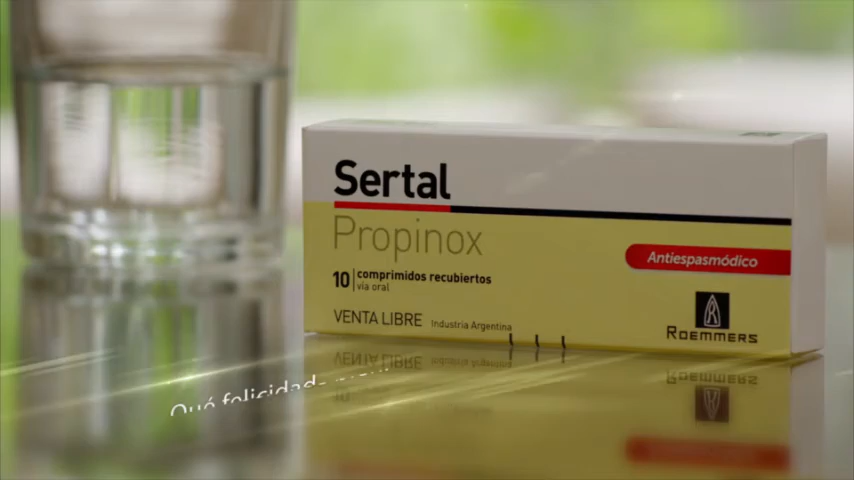 Sertal
Propinox
Antiespasmódico
10 comprimidos recubiertos
vía oral
VENTA LIBRE Industria Argentina
ROEMMERS
Qué felicidad